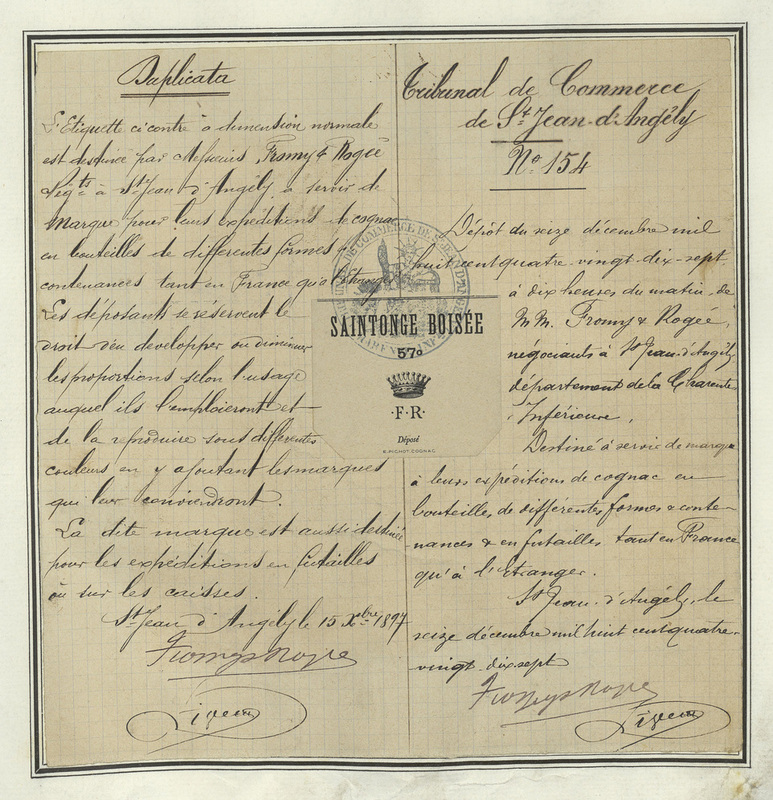 Duplicata
L'Etiquette ci contre à dimension normale
est destinée par Messieurs Fromy & Rogée
Négts à St Jean d'Angély à servir de
marque pour leurs expéditions de cognac
en bouteilles de différentes formes &
contenances tant en France qu'à l'étranger
Les déposants se réservent le
droit d'en developper ou diminuer
les proportions selon l'usage
auquel ils l'emploieront et
de la reproduire sous différentes
couleurs en y ajoutant les marques
qui leur conviendront.
La dite marque est aussi destinée
pour les expéditions en futailles
ou sur les caisses.
St Jean d'Angély le 15 Xbre 1897
Fromy & Rogée
SAINTONGE BOISÉE
57º
·F·R·
Déposé
E.PICHOT COGNAC
Tribunal de Commerce
de St Jean-d'Angély
No 154
Dépôt du seize décembre mil
huit cent quatre vingt-dix-sept
à dix heures du matin, de
MM. Fromy & Rogée,
négociants à St Jean-d'Angély
département de la Charente
Inférieure,
Destiné à servir de marque
à leurs expéditions de cognac en
bouteilles de différentes formes & conte-
nances & en futailles, tant en France
qu'à l'étranger.
St Jean-d'Angély, le
seize décembre mil huit cent quatre-
vingt-dix-sept
Fromy & Rogée